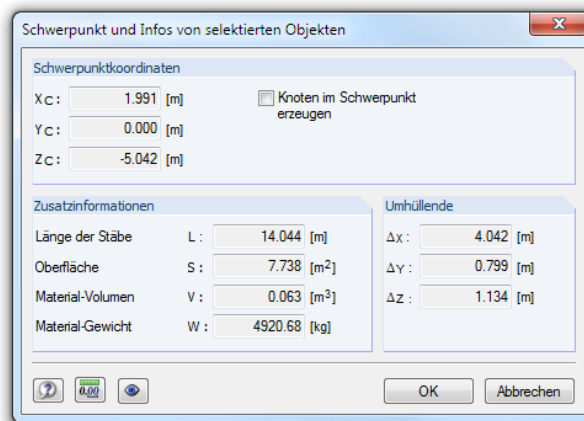 Schwerpunkt und Infos von selektierten Objekten
Schwerpunktkoordinaten
XC: 1.991 [m]
Knoten im Schwerpunkt
erzeugen
YC: 0.000 [m]
ZC: -5.042 [m]
Zusatzinformationen
Länge der Stäbe L: 14.044 [m]
Oberfläche S: 7.738 [m²]
Material-Volumen V: 0.063 [m³]
Material-Gewicht W: 4920.68 [kg]
Umhüllende
ΔX: 4.042 [m]
ΔY: 0.799 [m]
ΔZ: 1.134 [m]
0.00
OK
Abbrechen